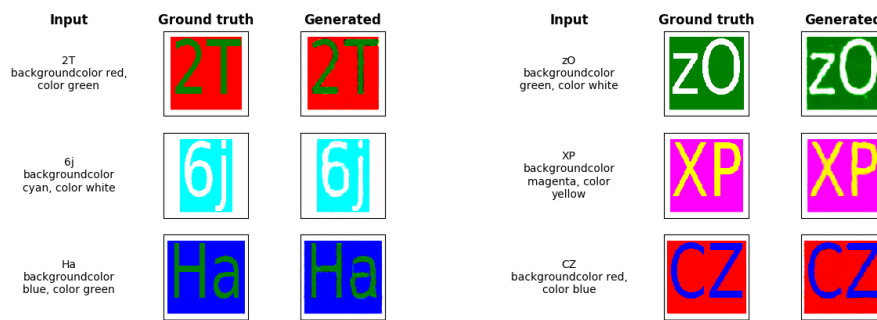 Input Ground truth Generated
2T
backgroundcolor red,
color green
2T 2T
6j
backgroundcolor
cyan, color white
6j 6j
Ha
backgroundcolor
blue, color green
Ha Ha
Input Ground truth Generated
zO
backgroundcolor
green, color white
zO zO
XP
backgroundcolor
magenta, color
yellow
XP XP
CZ
backgroundcolor red,
color blue
CZ CZ